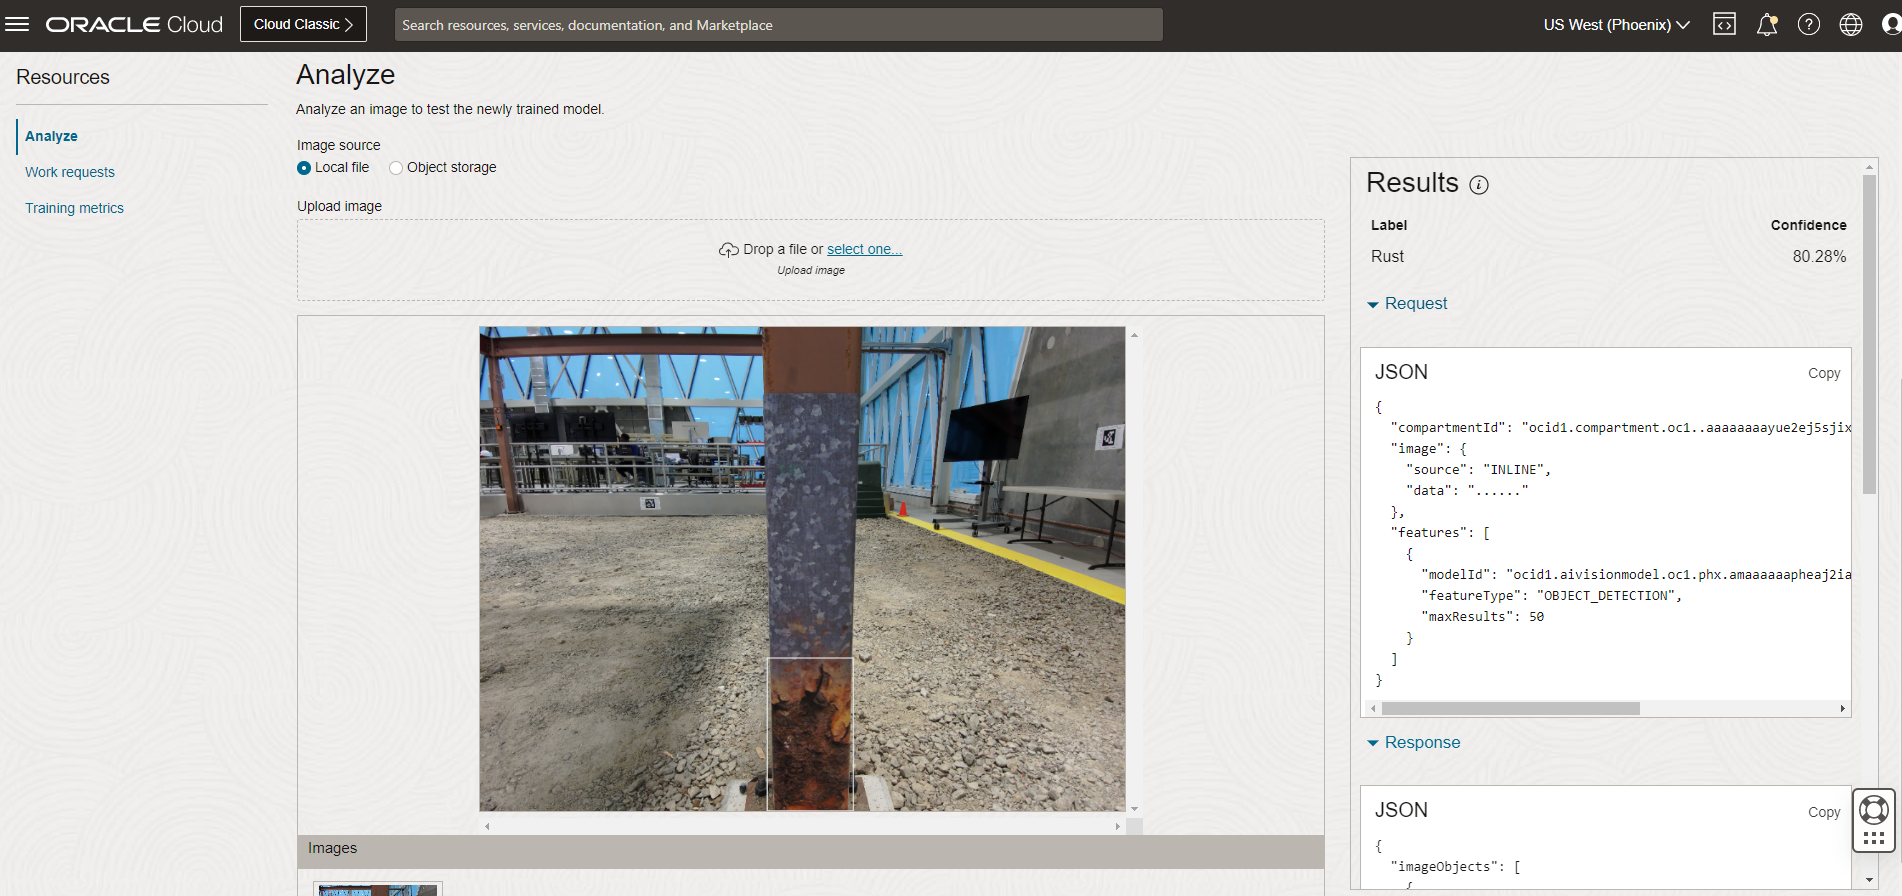 ORACLE Cloud
Cloud Classic
Search resources, services, documentation, and Marketplace
US West (Phoenix)
Resources
Analyze
Work requests
Training metrics
Analyze
Analyze an image to test the newly trained model.
Image source
Local file
Object storage
Upload image
Drop a file or select one...
Upload image
Images
Results
Label Confidence
Rust 80.28%
Request
JSON
Copy
{
"compartmentId": "ocid1.compartment.oc1..aaaaaaaayue2ej5sjix
"image": {
"source": "INLINE",
"data": "......"
},
"features": [
{
"modelId": "ocid1.aivisionmodel.oc1.phx.amaaaaaapheaj2ia
"featureType": "OBJECT_DETECTION",
"maxResults": 50
}
]
}
Response
JSON
Copy
{
"imageObjects": [
{